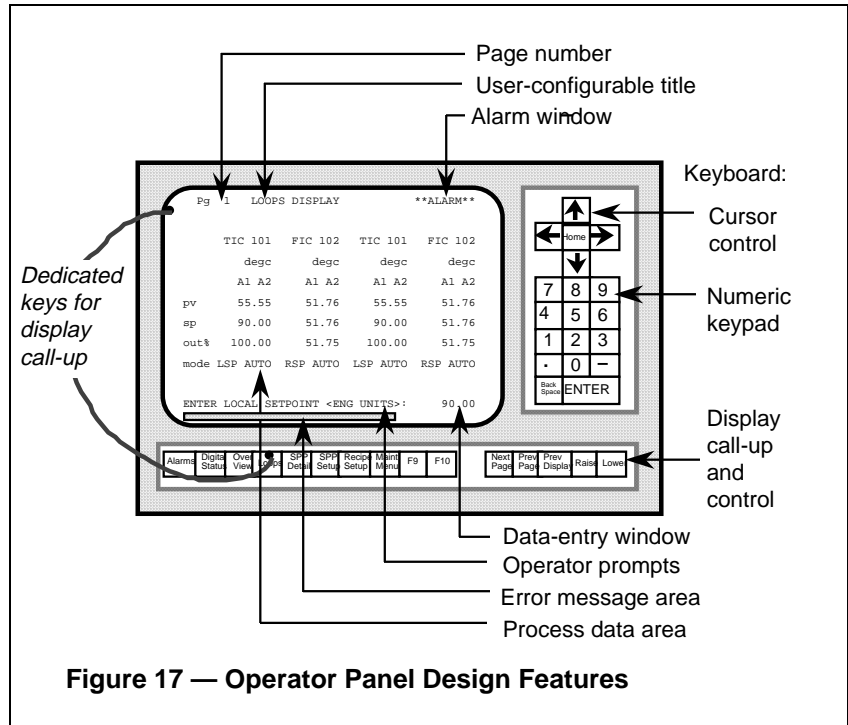 Page number
User-configurable title
Alarm window
Keyboard:
Pg 1 LOOPS DISPLAY **ALARM**
Cursor
control
Home
TIC 101 FIC 102 TIC 101 FIC 102
degc degc degc degc
A1 A2 A1 A2 A1 A2 A1 A2
pv 55.55 51.76 55.55 51.76
sp 90.00 51.76 90.00 51.76
out% 100.00 51.75 100.00 51.75
mode LSP AUTO RSP AUTO LSP AUTO RSP AUTO
ENTER LOCAL SETPOINT <ENG UNITS>: 90.00
Dedicated
keys for
display
call-up
7 8 9
4 5 6
1 2 3
. 0 –
Back
Space
ENTER
Numeric
keypad
Alarms
Digital
Status
Over
View
Loops
SPP
Detail
SPP
Setup
Recipe
Setup
Maint
Menu
F9
F10
Next
Page
Prev
Page
Prev
Display
Raise
Lower
Display
call-up
and
control
Data-entry window
Operator prompts
Error message area
Process data area
Figure 17 — Operator Panel Design Features